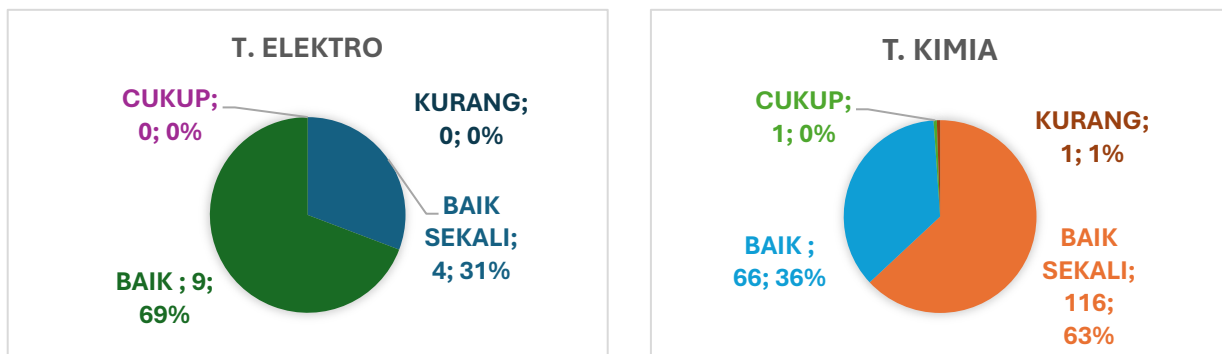 T. ELEKTRO
CUKUP;
0; 0%
KURANG;
0; 0%
BAIK
SEKALI;
4; 31%
BAIK ; 9;
69%
T. KIMIA
CUKUP;
1; 0%
KURANG;
1; 1%
BAIK ;
66; 36%
BAIK
SEKALI;
116;
63%